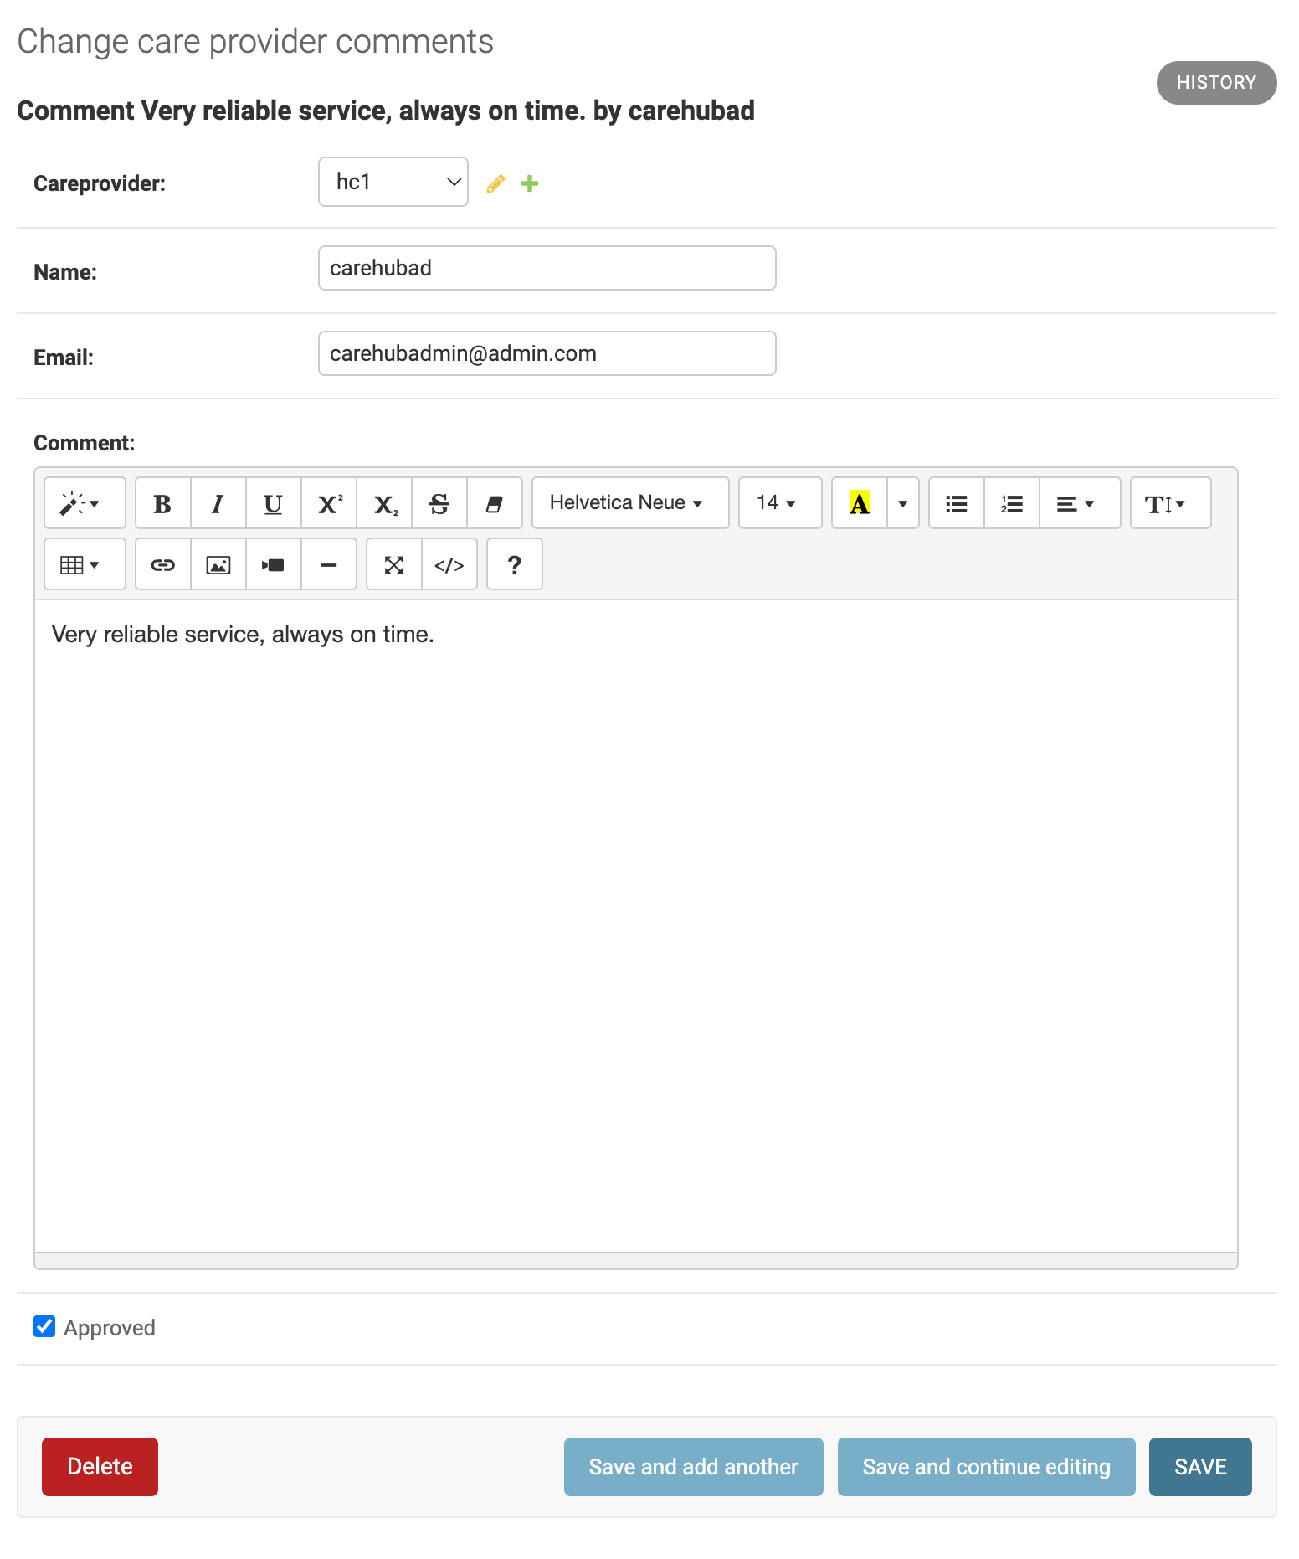 Change care provider comments
HISTORY
Comment Very reliable service, always on time. by carehubad
Careprovider: hc1
Name: carehubad
Email: carehubadmin@admin.com
Comment:
B I U X² X₂ S Helvetica Neue 14 A T
</> ?
Very reliable service, always on time.
Approved
Delete Save and add another Save and continue editing SAVE